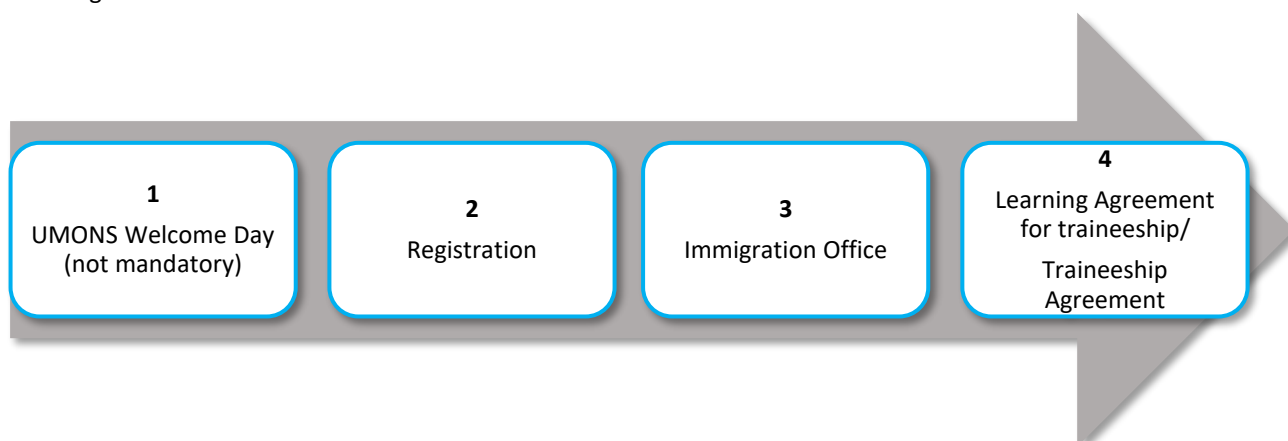 1
UMONS Welcome Day
(not mandatory)
2
Registration
3
Immigration Office
4
Learning Agreement
for traineeship/
Traineeship
Agreement